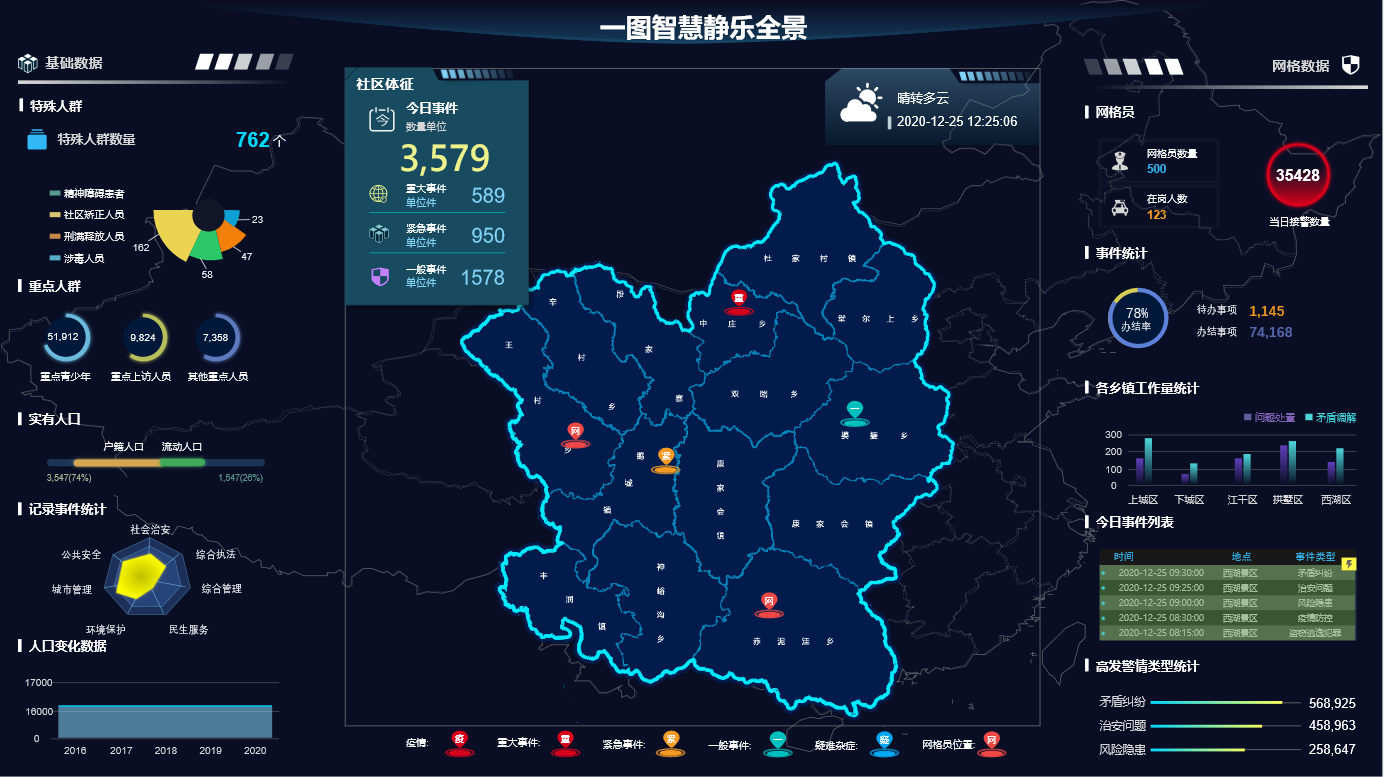 一图智慧静乐全景
基础数据
特殊人群
特殊人群数量
762 个
精神障碍患者
社区矫正人员
刑满释放人员
涉毒人员
162
58
47
23
重点人群
51,912
9,824
7,358
重点青少年
重点上访人员
其他重点人员
实有人口
户籍人口
流动人口
3,547(74%)
1,547(26%)
记录事件统计
社会治安
公共安全
综合执法
城市管理
综合管理
环境保护
民生服务
人口变化数据
17000
16000
0
2016 2017 2018 2019 2020
社区体征
今日事件
数量单位
3,579
重大事件
单位件
589
紧急事件
单位件
950
一般事件
单位件
1578
晴转多云
2020-12-25 12:25:06
杜家村镇
重
中庄乡
堂尔上乡
辛村乡
段家寨
王村乡
双路乡
一
婆娑乡
网
紧
鹅城镇
康家会镇
康家会镇
丰润镇
神峪沟乡
网
赤泥洼乡
疫情: 疫
重大事件: 重
紧急事件: 紧
一般事件: 一
疑难杂症: 疑
网格员位置: 网
网格数据
网格员
网格员数量
500
在岗人数
123
35428
当日接警数量
事件统计
78%
办结率
待办事项 1,145
办结事项 74,168
各乡镇工作量统计
问题处置 矛盾调解
300
200
100
0
上城区 下城区 江干区 拱墅区 西湖区
今日事件列表
时间 地点 事件类型
2020-12-25 09:30:00 西湖景区 矛盾纠纷
2020-12-25 09:25:00 西湖景区 治安问题
2020-12-25 09:00:00 西湖景区 风险隐患
2020-12-25 08:30:00 西湖景区 疫情防控
2020-12-25 08:15:00 西湖景区 盗窃逃逸犯罪
高发警情类型统计
矛盾纠纷 568,925
治安问题 458,963
风险隐患 258,647